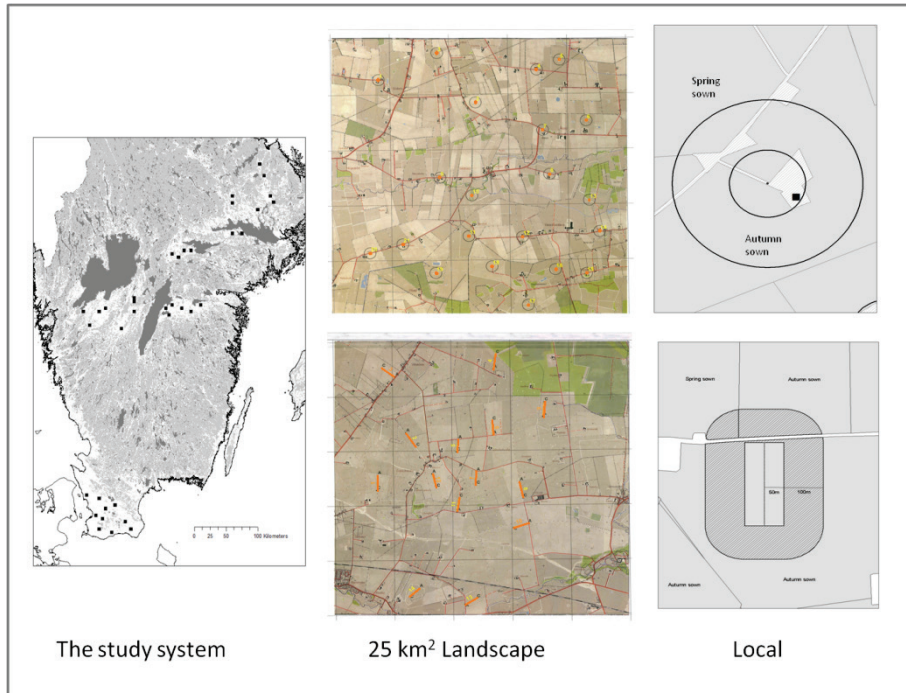 Spring
sown
Autumn
sown
0 25 50 100 Kilometers
Spring sown
Autumn sown
50m
100m
Autumn sown
Autumn sown
The study system
25 km² Landscape
Local